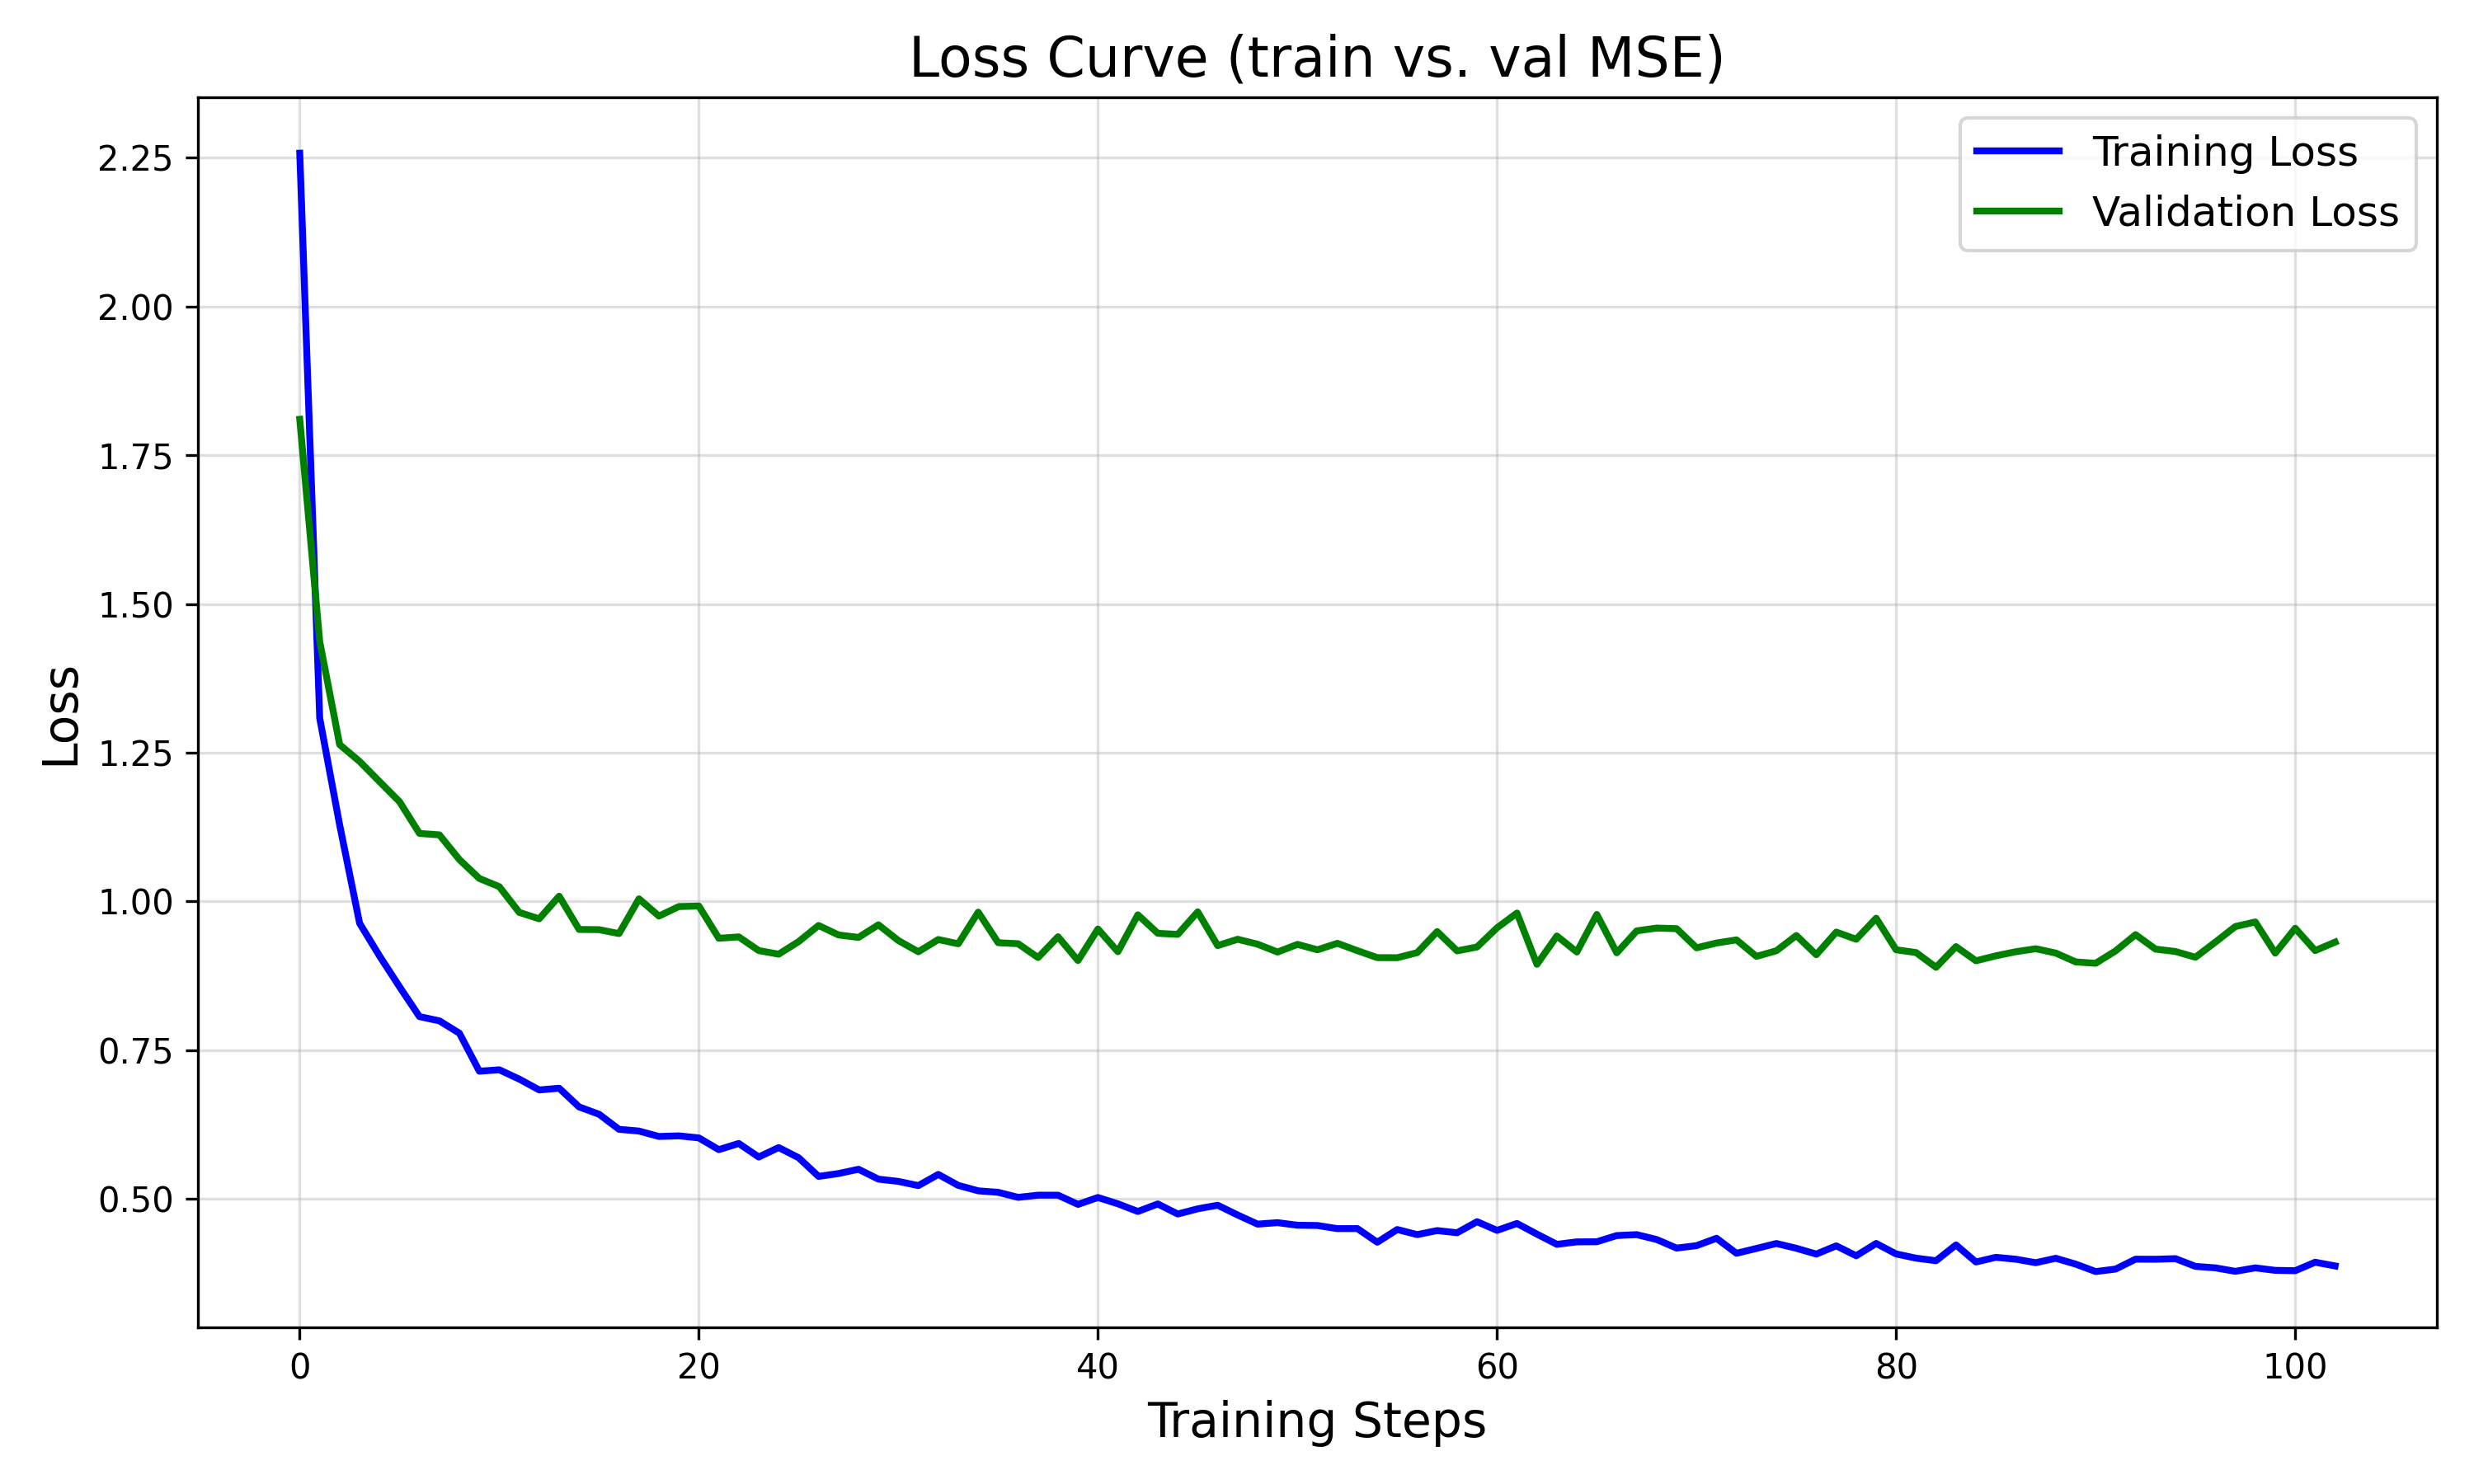 Loss Curve (train vs. val MSE)
Training Loss
Validation Loss
2.25
2.00
1.75
1.50
1.25
1.00
0.75
0.50
Loss
0 20 40 60 80 100
Training Steps